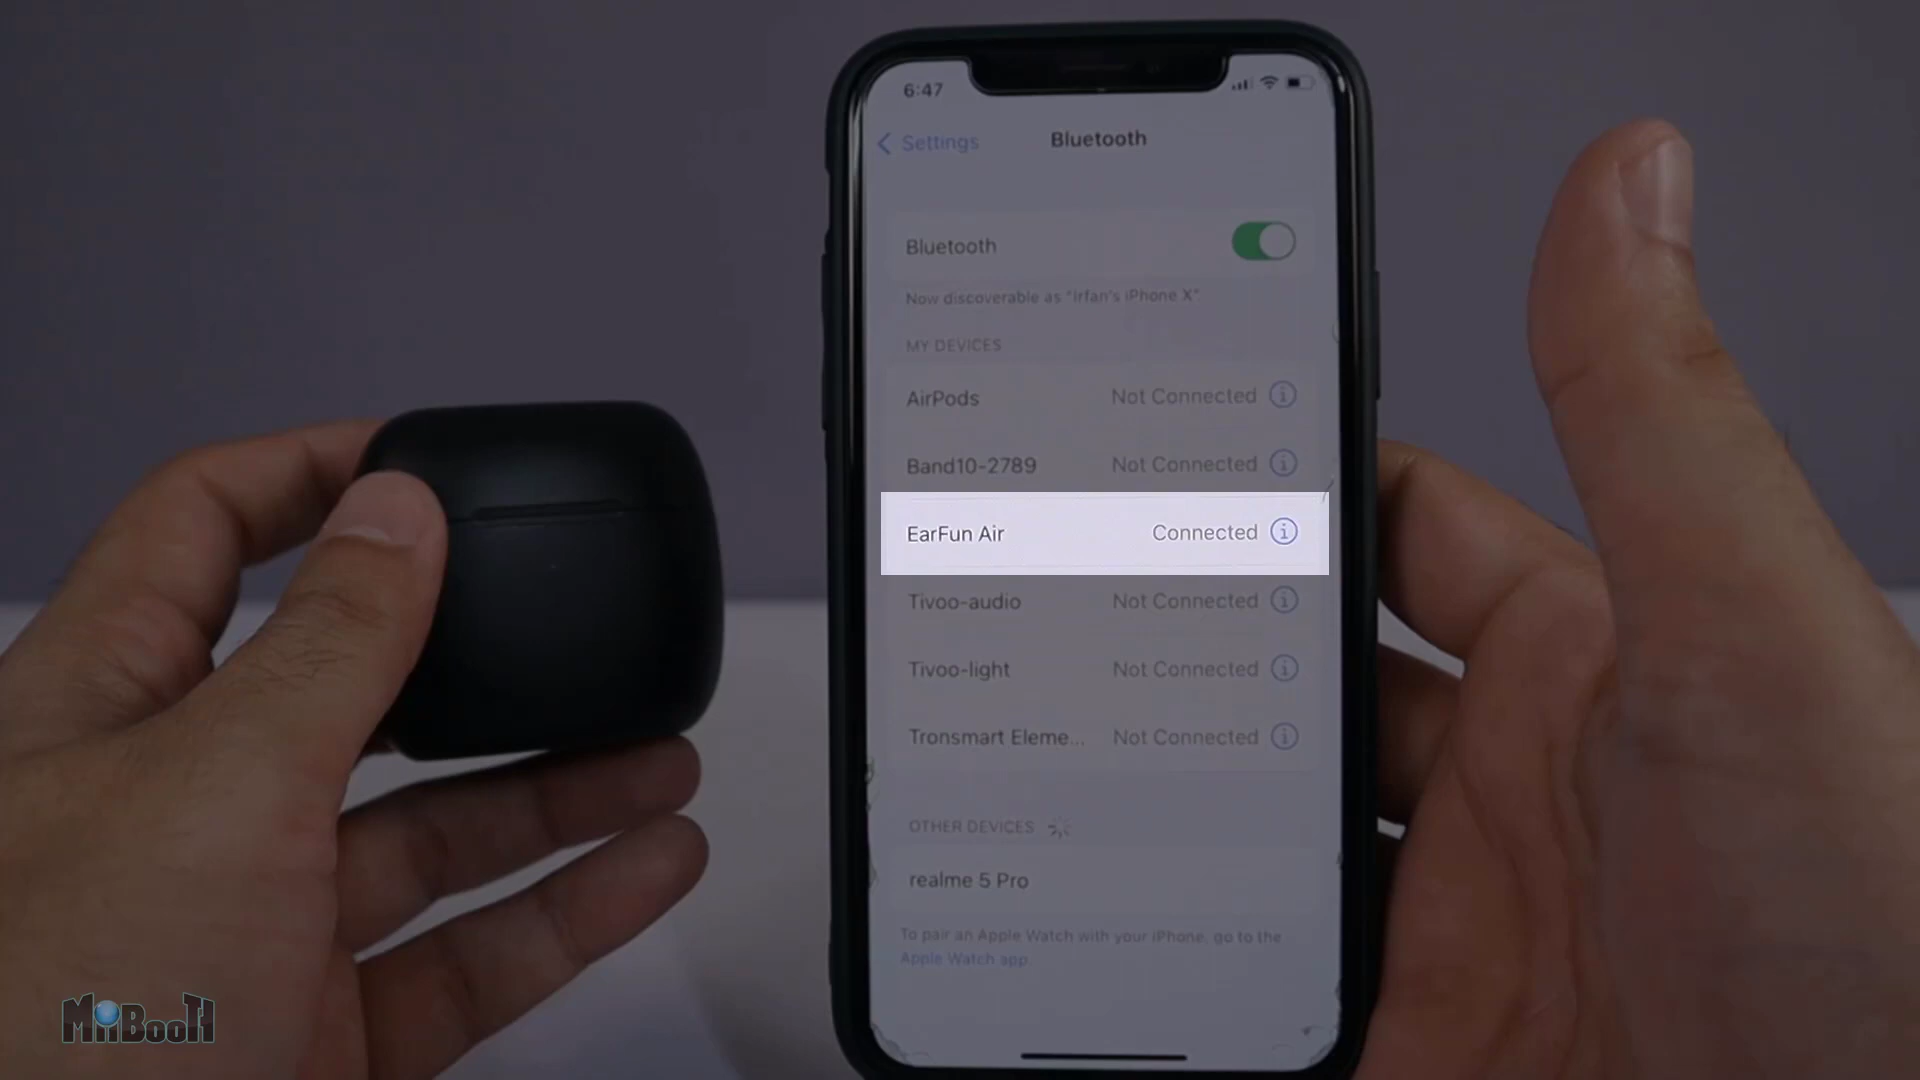 6:47
Settings
Bluetooth
Bluetooth
Now discoverable as "Irfan's iPhone X".
MY DEVICES
AirPods Not Connected
Band10-2789 Not Connected
EarFun Air Connected
Tivoo-audio Not Connected
Tivoo-light Not Connected
Tronsmart Eleme... Not Connected
OTHER DEVICES
realme 5 Pro
To pair an Apple Watch with your iPhone, go to the
Apple Watch app.
MiiBooTI